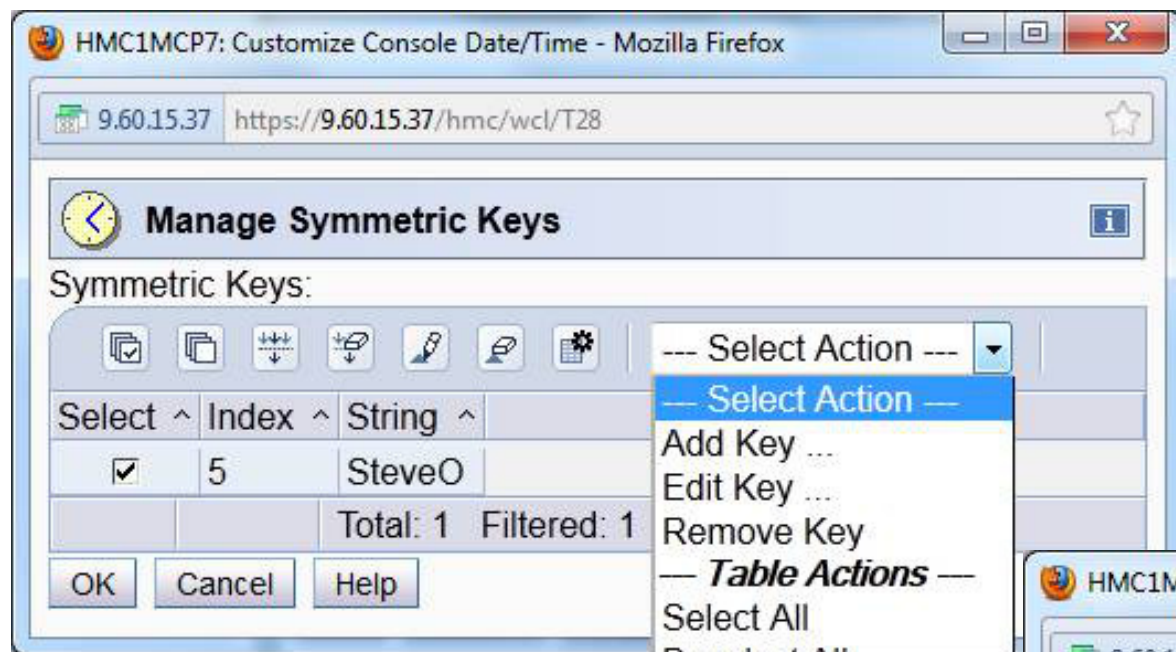 HMC1MCP7: Customize Console Date/Time - Mozilla Firefox
9.60.15.37 https://9.60.15.37/hmc/wcl/T28
Manage Symmetric Keys
Symmetric Keys:
--- Select Action ---
Select ^ Index ^ String ^
5 SteveO
Total: 1 Filtered: 1
--- Select Action ---
Add Key ...
Edit Key ...
Remove Key
--- Table Actions ---
Select All
OK Cancel Help
HMC1M